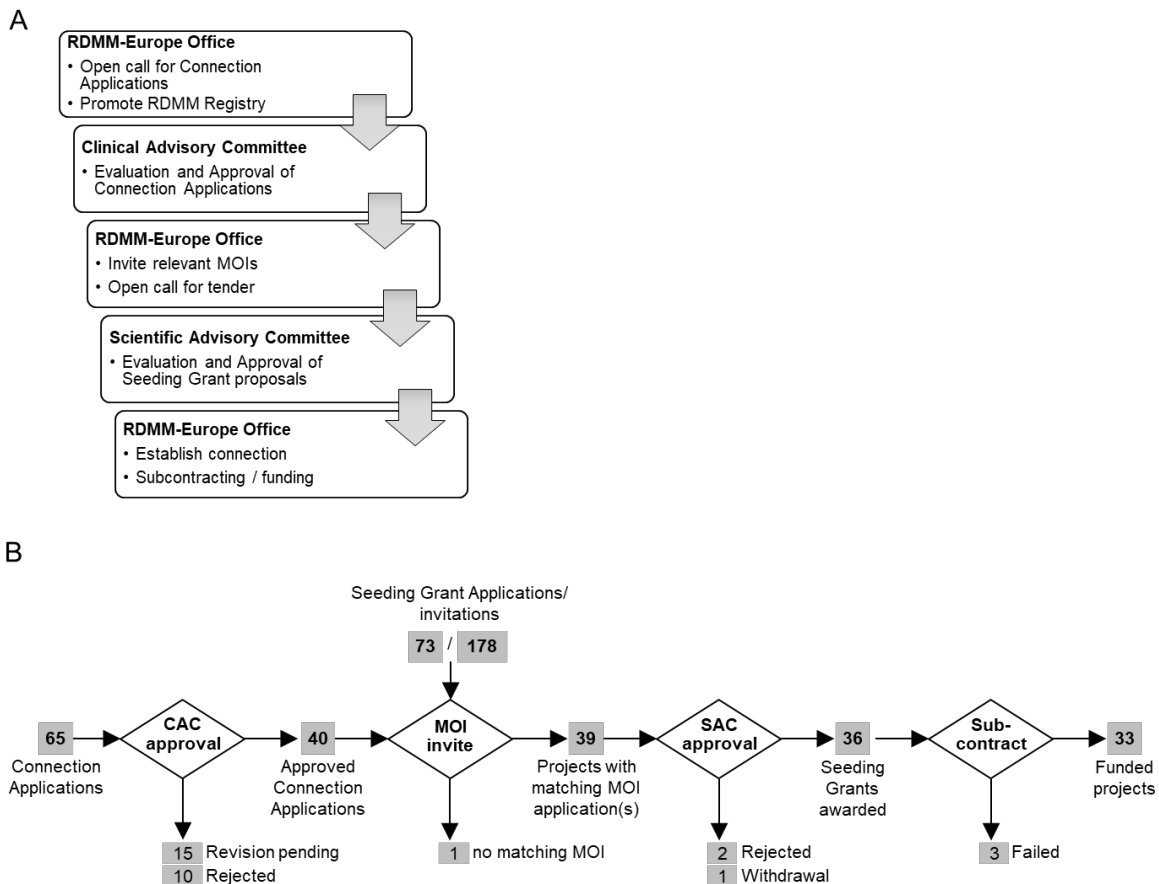 A
RDMM-Europe Office
• Open call for Connection
Applications
• Promote RDMM Registry
Clinical Advisory Committee
• Evaluation and Approval of
Connection Applications
RDMM-Europe Office
• Invite relevant MOIs
• Open call for tender
Scientific Advisory Committee
• Evaluation and Approval of
Seeding Grant proposals
RDMM-Europe Office
• Establish connection
• Subcontracting / funding
B
Seeding Grant Applications/
invitations
73 / 178
65
Connection
Applications
CAC
approval
15 Revision pending
10 Rejected
40
Approved
Connection
Applications
MOI
invite
1 no matching MOI
39
Projects with
matching MOI
application(s)
SAC
approval
2 Rejected
1 Withdrawal
36
Seeding
Grants
awarded
Sub-
contract
3 Failed
33
Funded
projects